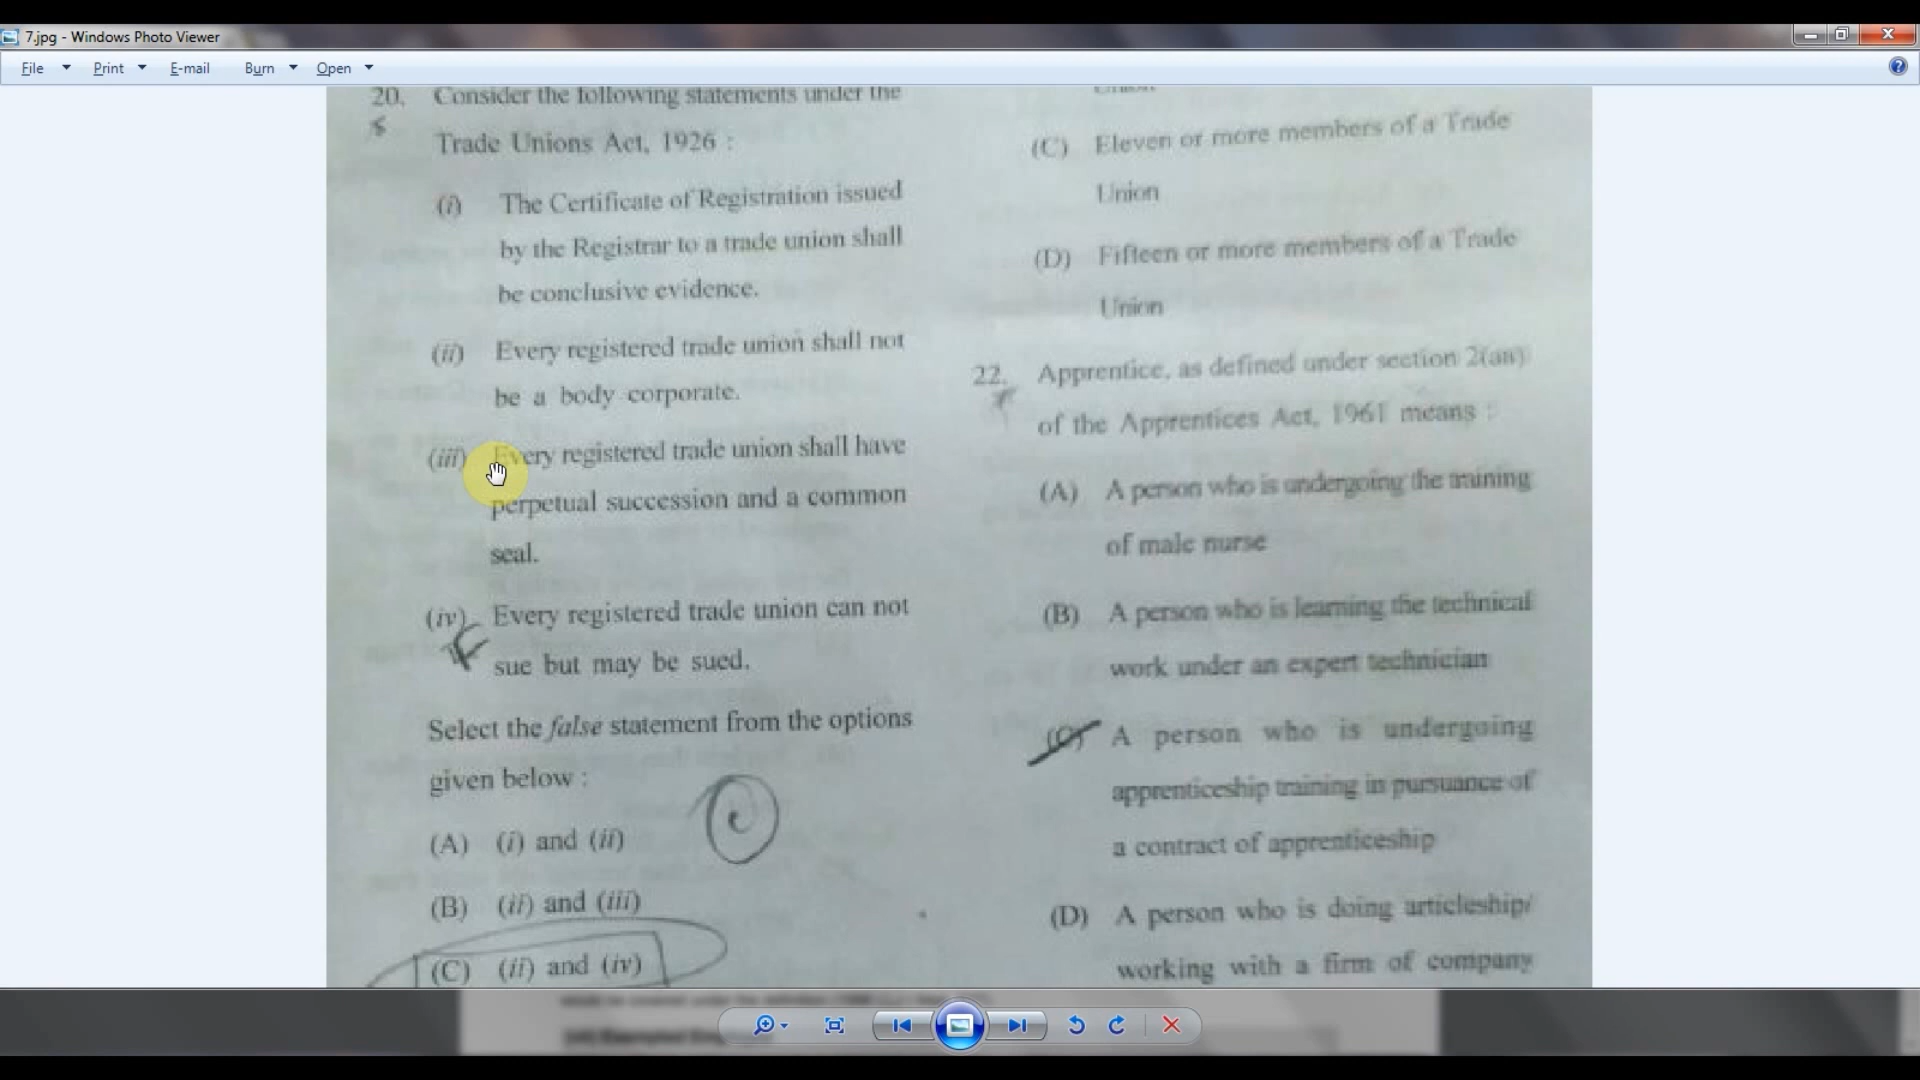 7.jpg - Windows Photo Viewer
File Print E-mail Burn Open
20. Consider the following statements under the
Trade Unions Act, 1926 :
(i) The Certificate of Registration issued
by the Registrar to a trade union shall
be conclusive evidence.
(ii) Every registered trade union shall not
be a body corporate.
(iii) Every registered trade union shall have
perpetual succession and a common
seal.
(iv) Every registered trade union can not
sue but may be sued.
Select the false statement from the options
given below :
(A) (i) and (ii)
(B) (ii) and (iii)
(C) (ii) and (iv)
Union
(C) Eleven or more members of a Trade
Union
(D) Fifteen or more members of a Trade
Union
22. Apprentice, as defined under section 2(aa)
of the Apprentices Act, 1961 means :
(A) A person who is undergoing the training
of male nurse
(B) A person who is learning the technical
work under an expert technician
(C) A person who is undergoing
apprenticeship training in pursuance of
a contract of apprenticeship
(D) A person who is doing articleship/
working with a firm of company